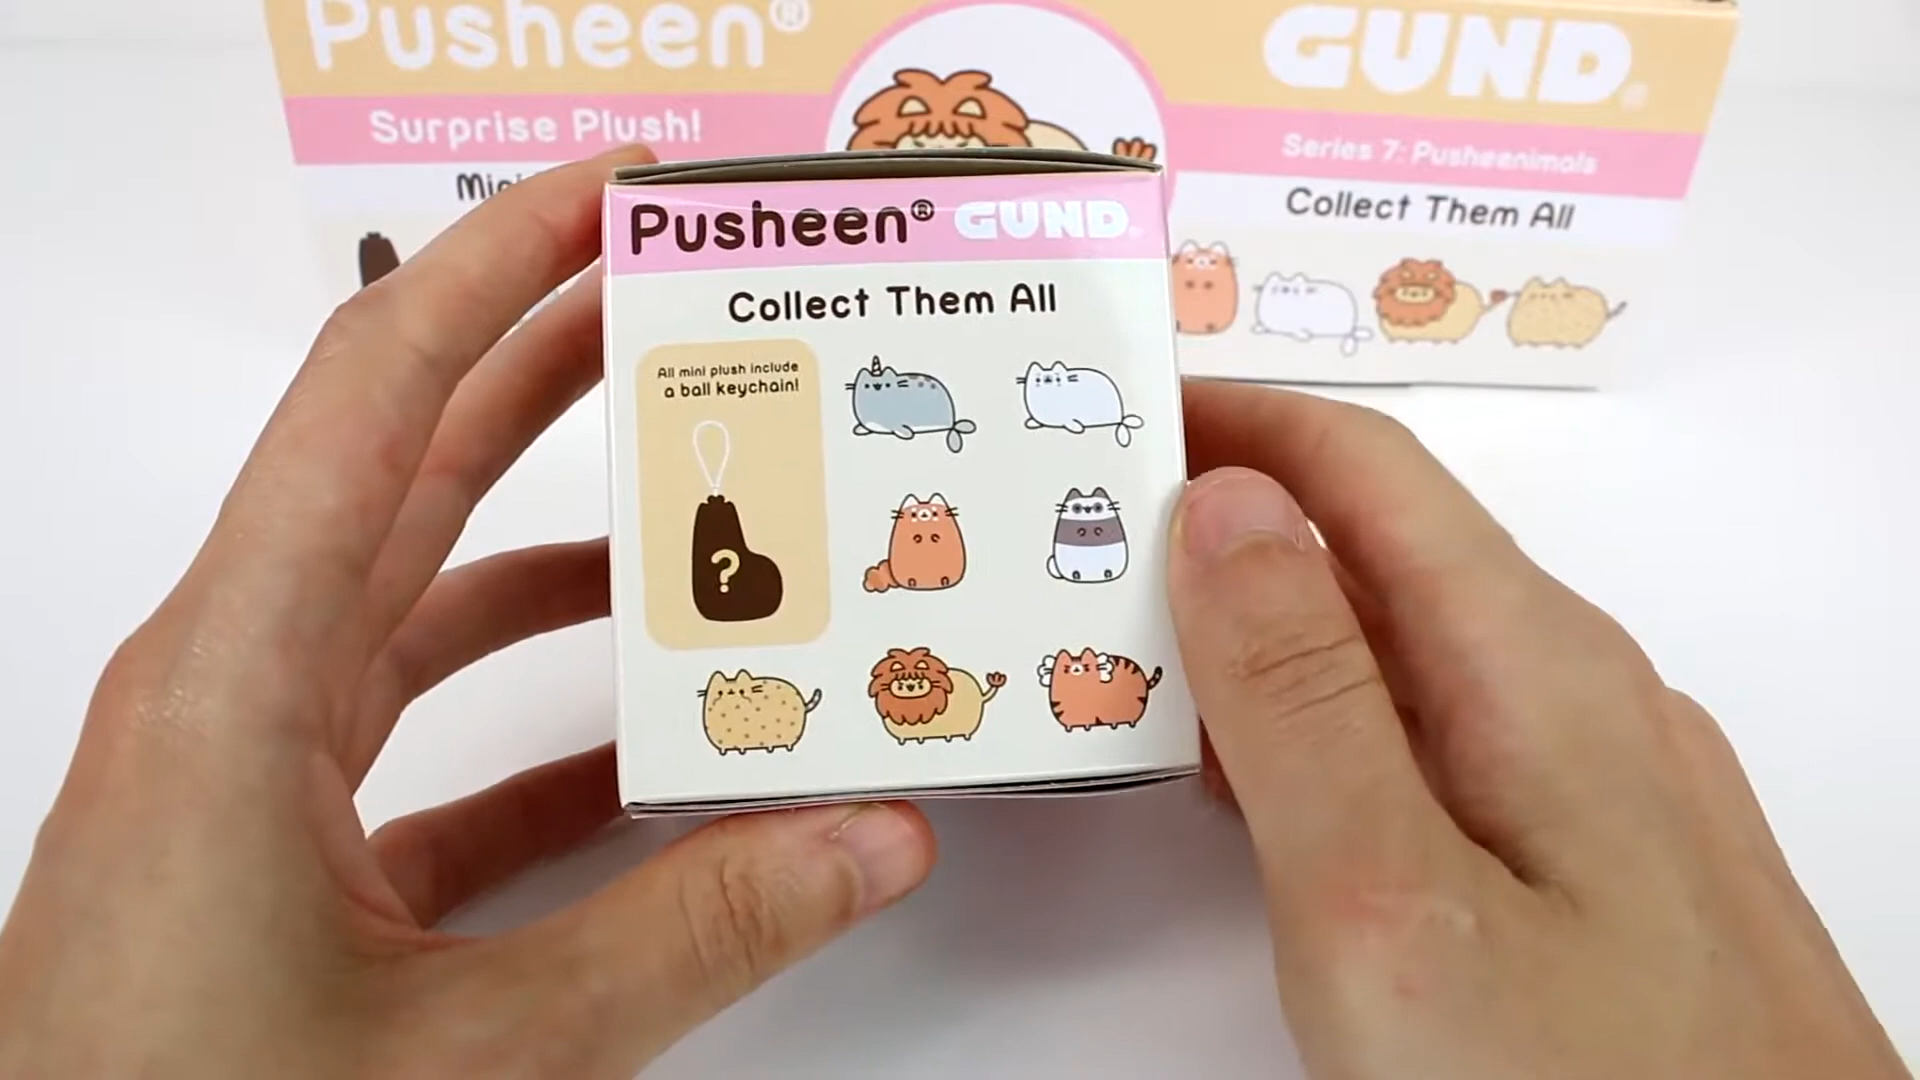 Pusheen®
Surprise Plush!
GUND®
Series 7: Pusheenimals
Collect Them All
Pusheen® GUND®
Collect Them All
All mini plush include
a ball keychain!
?